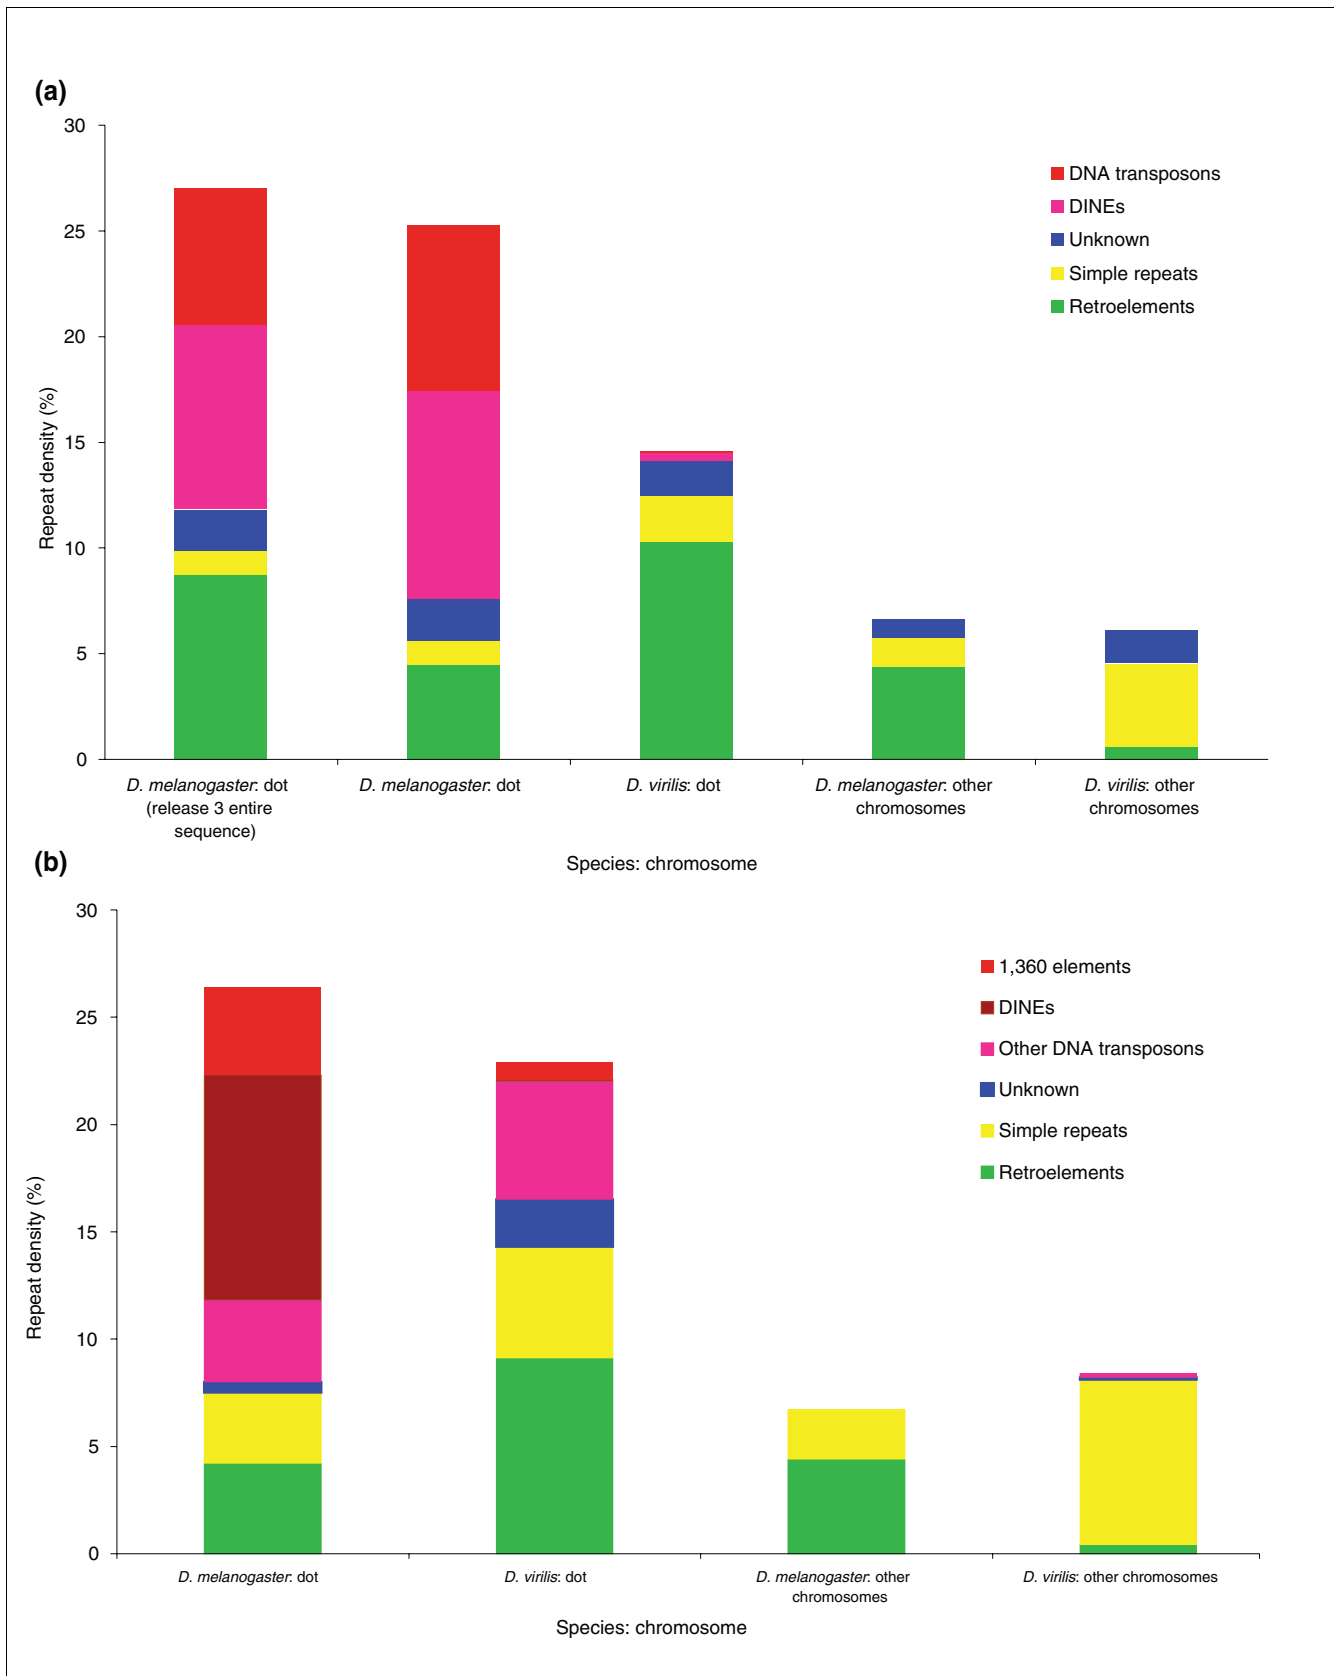 (a)
30
25
20
15
10
5
0
Repeat density (%)
DNA transposons
DINEs
Unknown
Simple repeats
Retroelements
D. melanogaster: dot
(release 3 entire
sequence)
D. melanogaster: dot
D. virilis: dot
D. melanogaster: other
chromosomes
D. virilis: other
chromosomes
Species: chromosome
(b)
30
25
20
15
10
5
0
Repeat density (%)
1,360 elements
DINEs
Other DNA transposons
Unknown
Simple repeats
Retroelements
D. melanogaster: dot
D. virilis: dot
D. melanogaster: other
chromosomes
D. virilis: other chromosomes
Species: chromosome